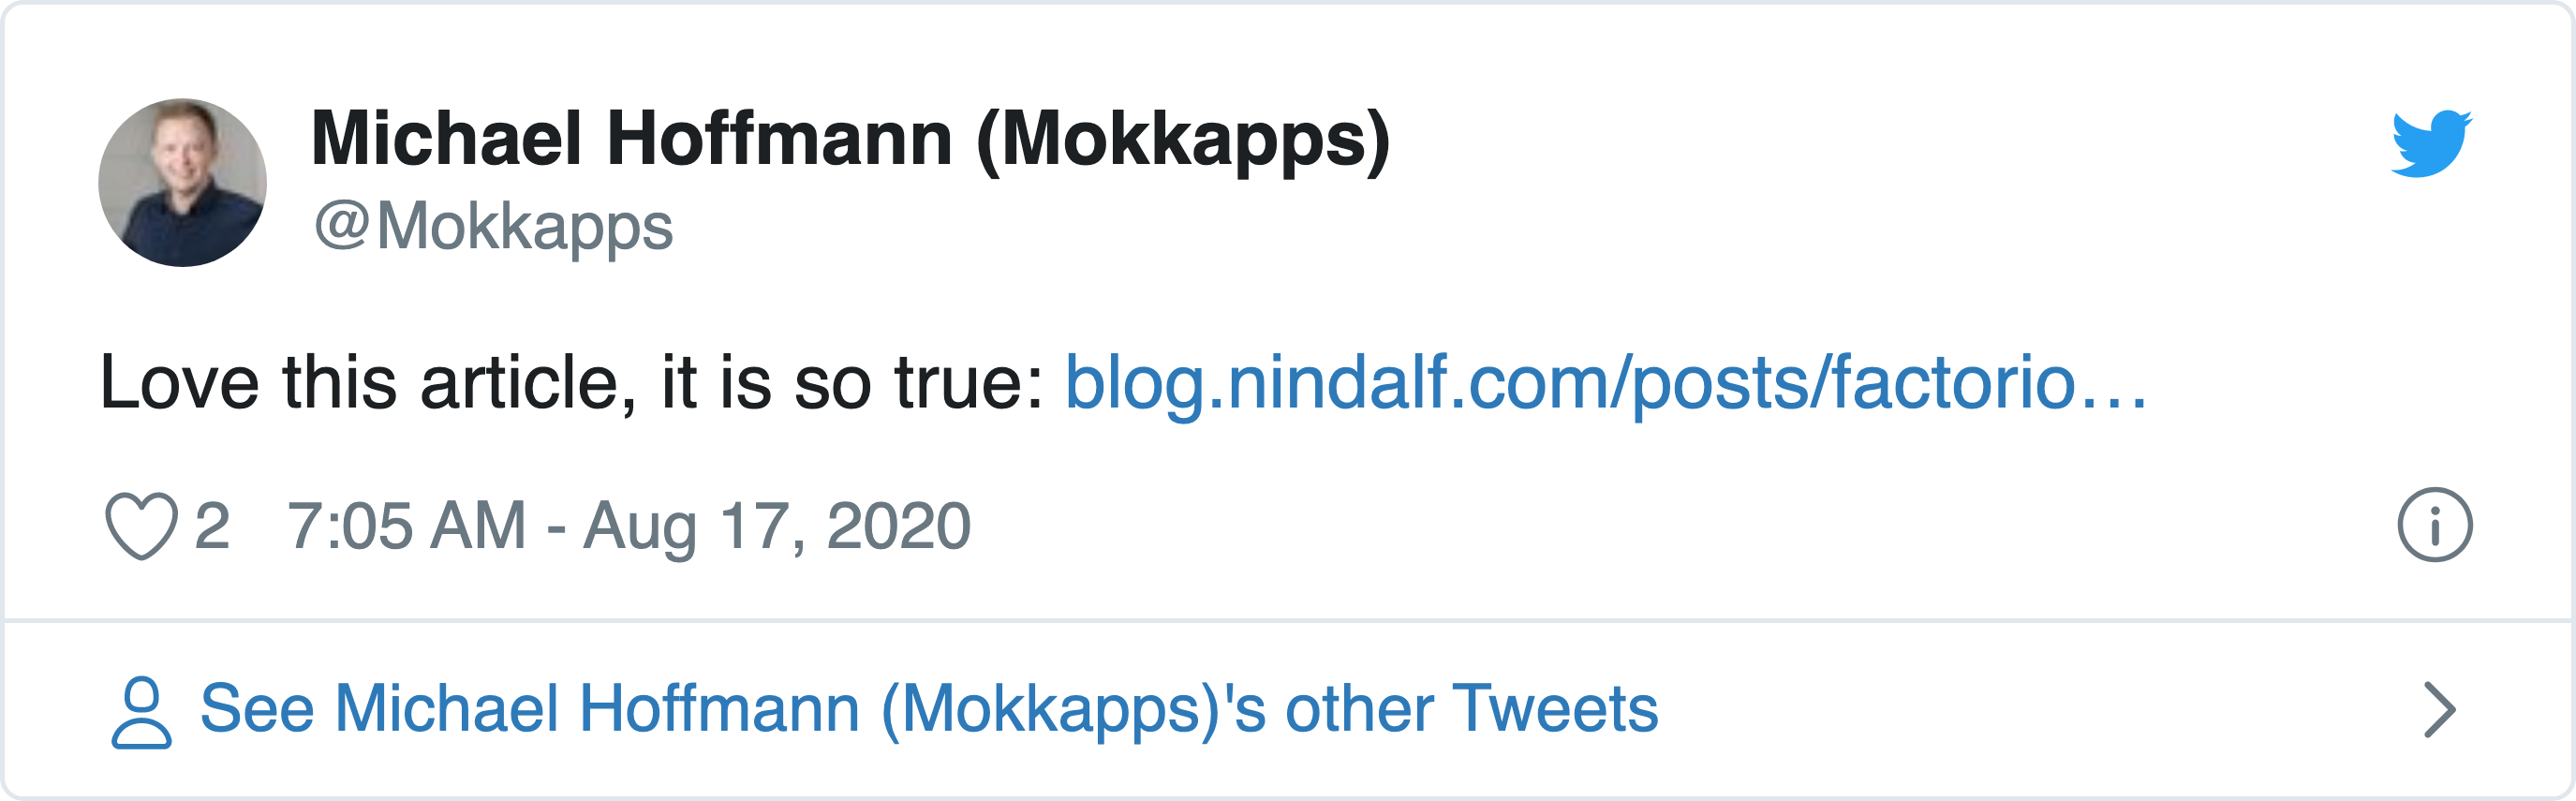 Michael Hoffmann (Mokkapps)
@Mokkapps
Love this article, it is so true: blog.nindalf.com/posts/factorio…
2 7:05 AM - Aug 17, 2020
See Michael Hoffmann (Mokkapps)'s other Tweets